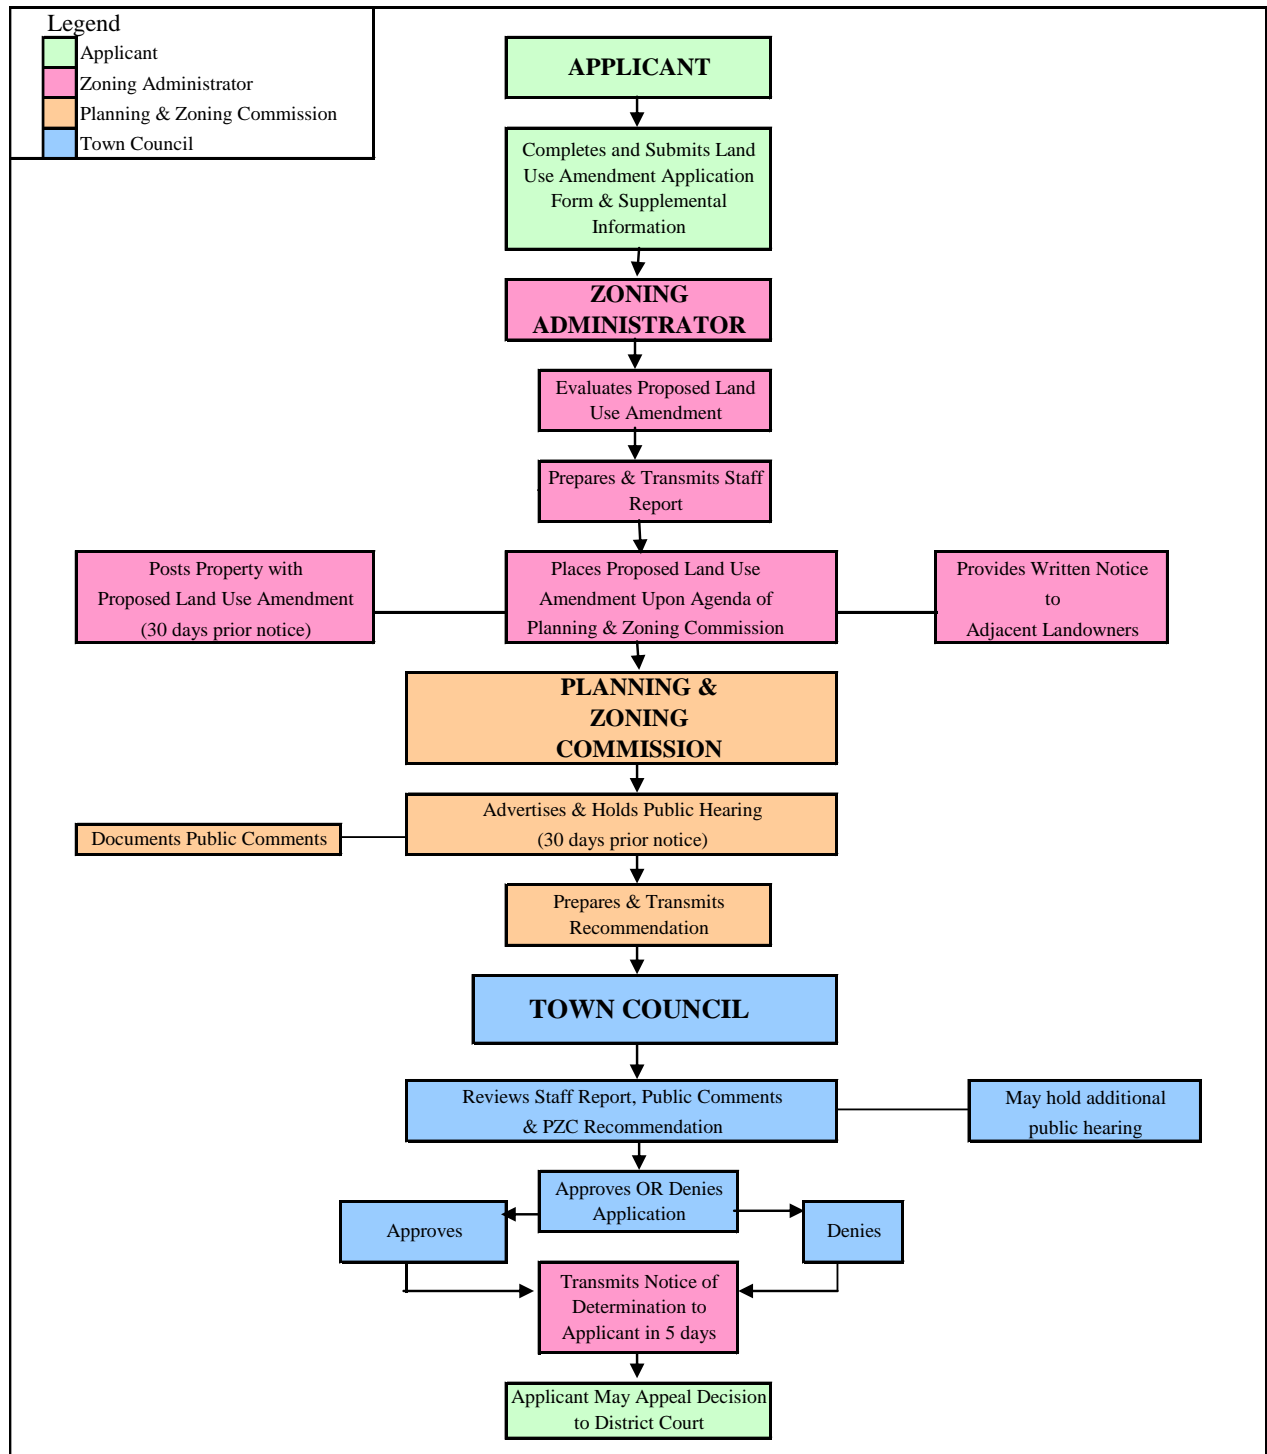 Legend
Applicant
Zoning Administrator
Planning & Zoning Commission
Town Council
APPLICANT
Completes and Submits Land
Use Amendment Application
Form & Supplemental
Information
ZONING
ADMINISTRATOR
Evaluates Proposed Land
Use Amendment
Prepares & Transmits Staff
Report
Posts Property with
Proposed Land Use Amendment
(30 days prior notice)
Places Proposed Land Use
Amendment Upon Agenda of
Planning & Zoning Commission
Provides Written Notice
to
Adjacent Landowners
PLANNING &
ZONING
COMMISSION
Advertises & Holds Public Hearing
(30 days prior notice)
Documents Public Comments
Prepares & Transmits
Recommendation
TOWN COUNCIL
Reviews Staff Report, Public Comments
& PZC Recommendation
May hold additional
public hearing
Approves OR Denies
Application
Approves
Denies
Transmits Notice of
Determination to
Applicant in 5 days
Applicant May Appeal Decision
to District Court